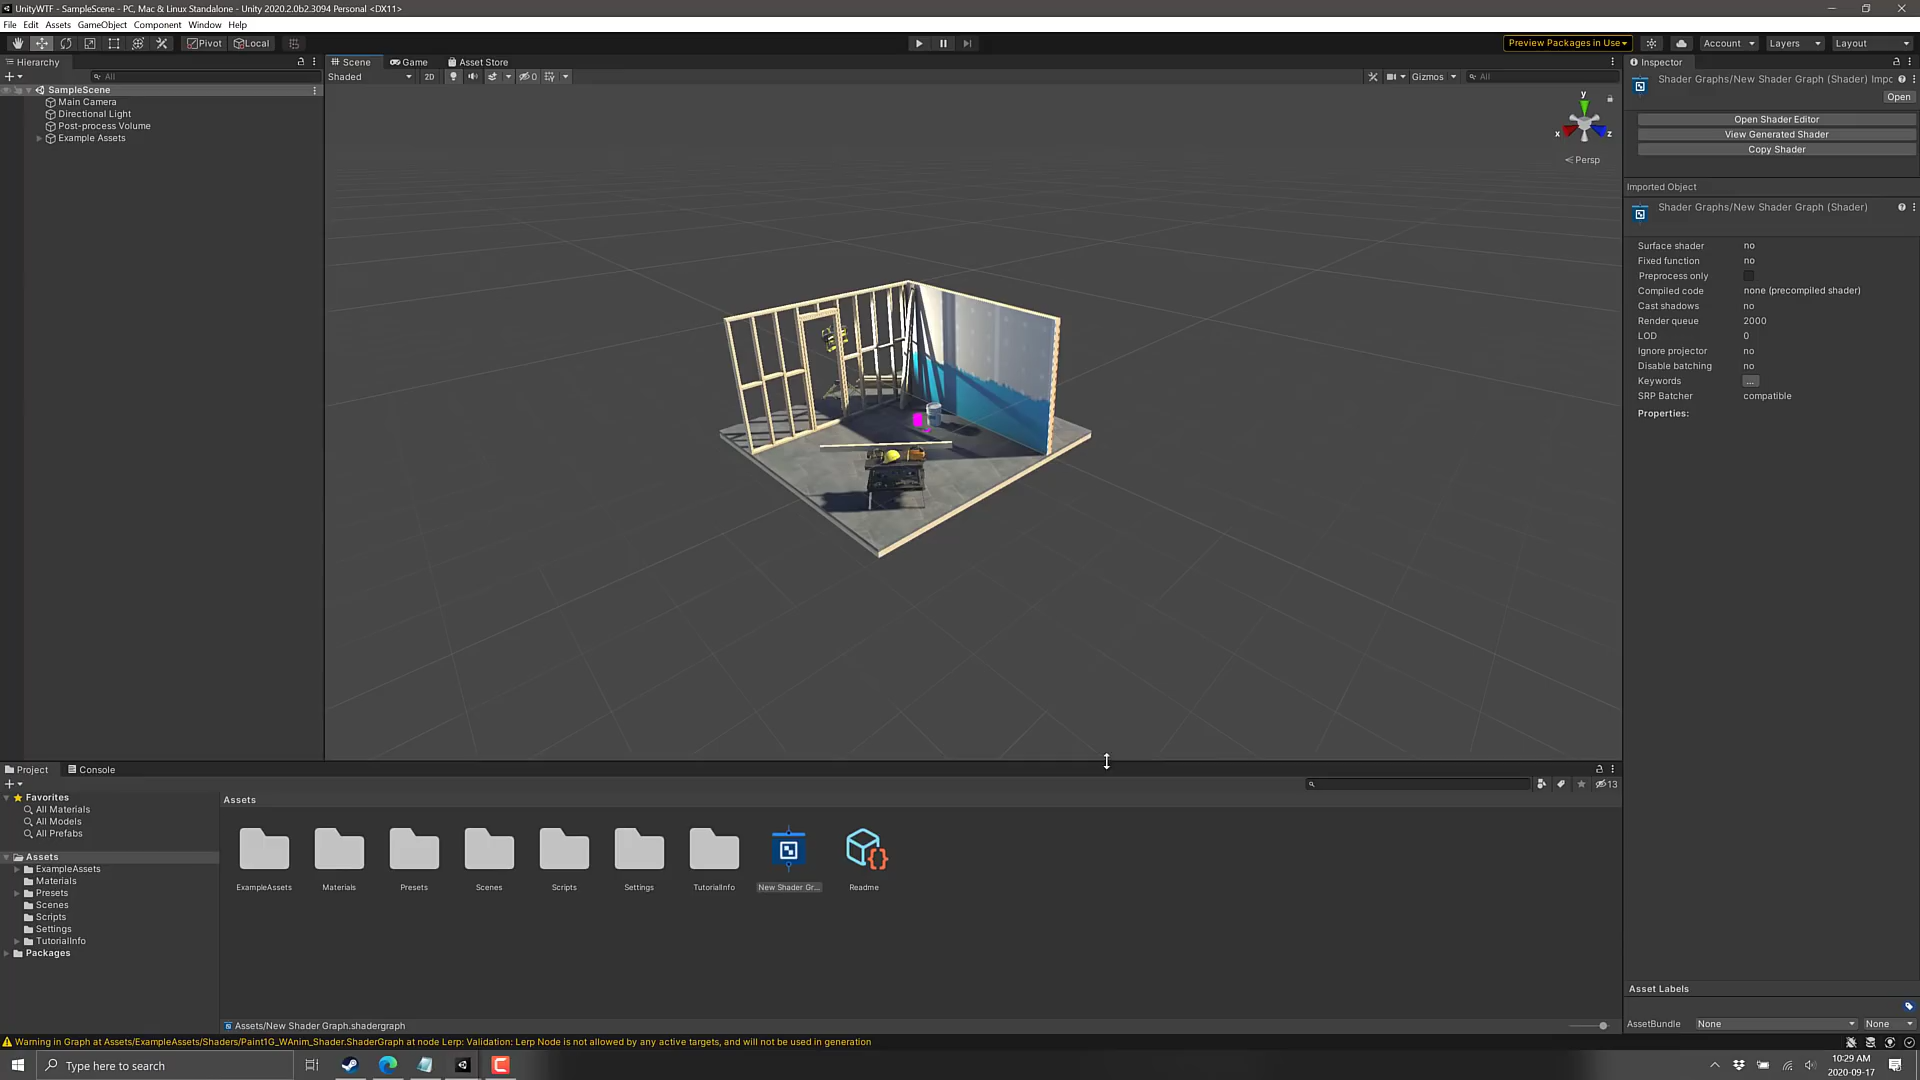 UnityWTF - SampleScene - PC, Mac & Linux Standalone - Unity 2020.2.0b2.3094 Personal <DX11>
File Edit Assets GameObject Component Window Help
Pivot Local
Preview Packages in Use
Account Layers Layout
Hierarchy
All
SampleScene
Main Camera
Directional Light
Post-process Volume
Example Assets
Scene Game Asset Store
Shaded 2D 0 Gizmos All
y
x z
Persp
Inspector
Shader Graphs/New Shader Graph (Shader) Impc
Open
Open Shader Editor
View Generated Shader
Copy Shader
Imported Object
Shader Graphs/New Shader Graph (Shader)
Surface shader no
Fixed function no
Preprocess only
Compiled code none (precompiled shader)
Cast shadows no
Render queue 2000
LOD 0
Ignore projector no
Disable batching no
Keywords ...
SRP Batcher compatible
Properties:
Project Console
13
Favorites
All Materials
All Models
All Prefabs
Assets
ExampleAssets
Materials
Presets
Scenes
Scripts
Settings
TutorialInfo
Packages
Assets
ExampleAssets Materials Presets Scenes Scripts Settings TutorialInfo New Shader Gr... Readme
Assets/New Shader Graph.shadergraph
Asset Labels
AssetBundle None None
Warning in Graph at Assets/ExampleAssets/Shaders/Paint1G_WAnim_Shader.ShaderGraph at node Lerp: Validation: Lerp Node is not allowed by any active targets, and will not be used in generation
Type here to search
10:29 AM
2020-09-17